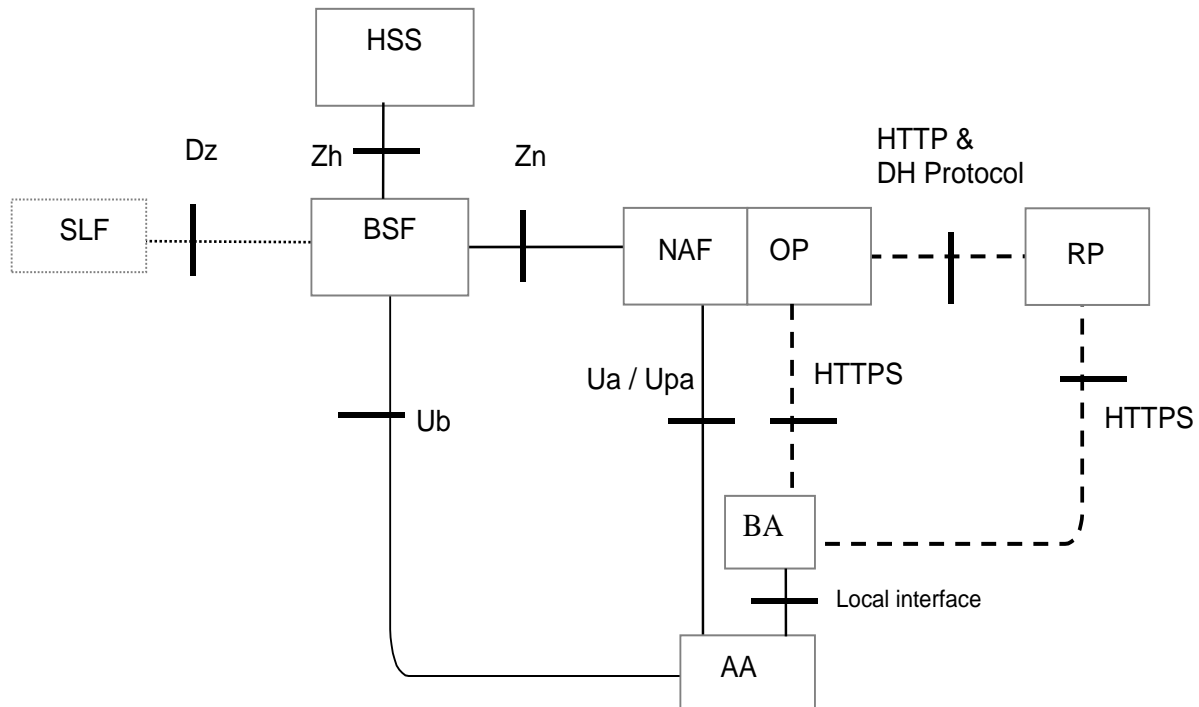 HSS
HTTP &
DH Protocol
Dz
Zh
Zn
SLF
BSF
NAF
OP
RP
Ua / Upa
HTTPS
Ub
HTTPS
BA
Local interface
AA